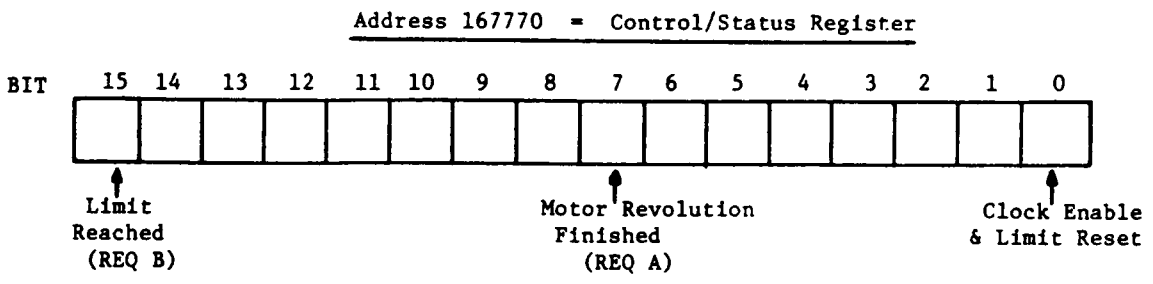 Address 167770 = Control/Status Register
BIT 15 14 13 12 11 10 9 8 7 6 5 4 3 2 1 0
Limit
Reached
(REQ B)
Motor Revolution
Finished
(REQ A)
Clock Enable
& Limit Reset